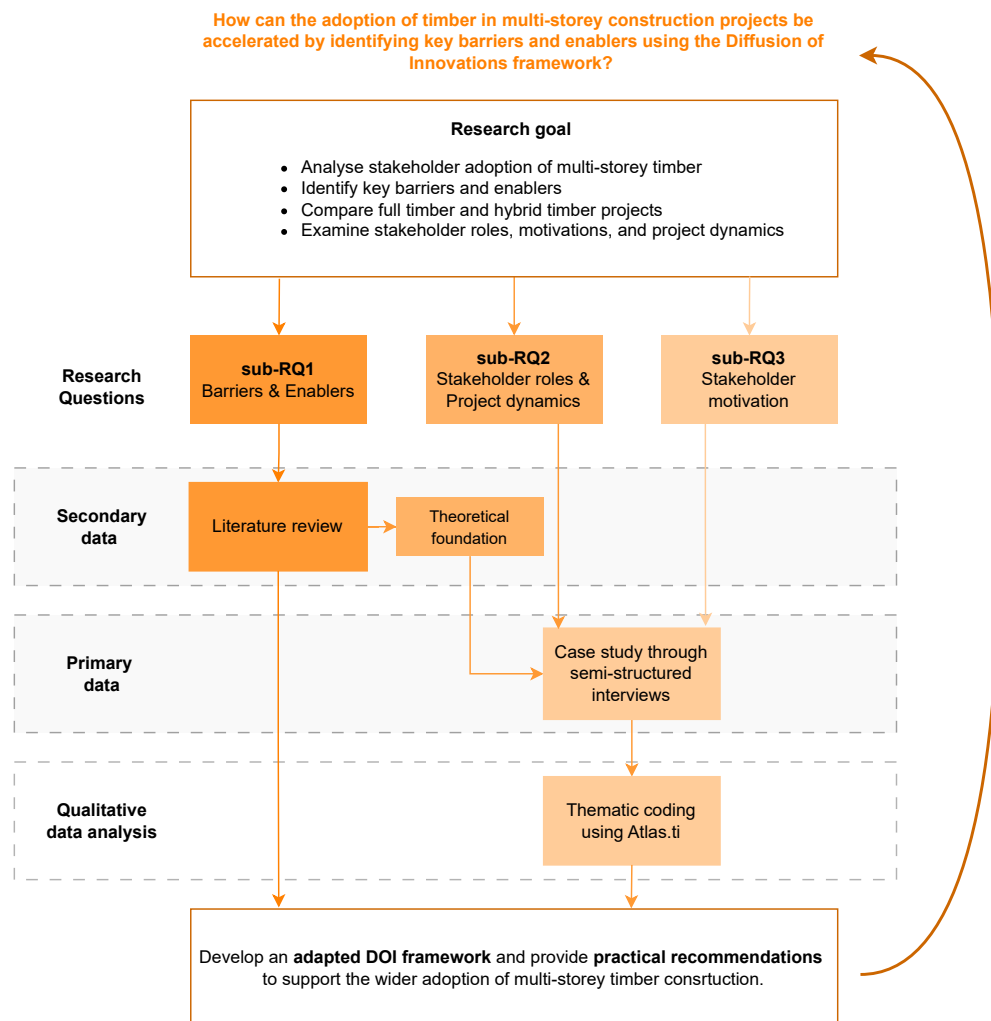 How can the adoption of timber in multi-storey construction projects be
accelerated by identifying key barriers and enablers using the Diffusion of
Innovations framework?
Research goal
• Analyse stakeholder adoption of multi-storey timber
• Identify key barriers and enablers
• Compare full timber and hybrid timber projects
• Examine stakeholder roles, motivations, and project dynamics
Research
Questions
sub-RQ1
Barriers & Enablers
sub-RQ2
Stakeholder roles &
Project dynamics
sub-RQ3
Stakeholder
motivation
Secondary
data
Literature review
Theoretical
foundation
Primary
data
Case study through
semi-structured
interviews
Qualitative
data analysis
Thematic coding
using Atlas.ti
Develop an adapted DOI framework and provide practical recommendations
to support the wider adoption of multi-storey timber consrtuction.